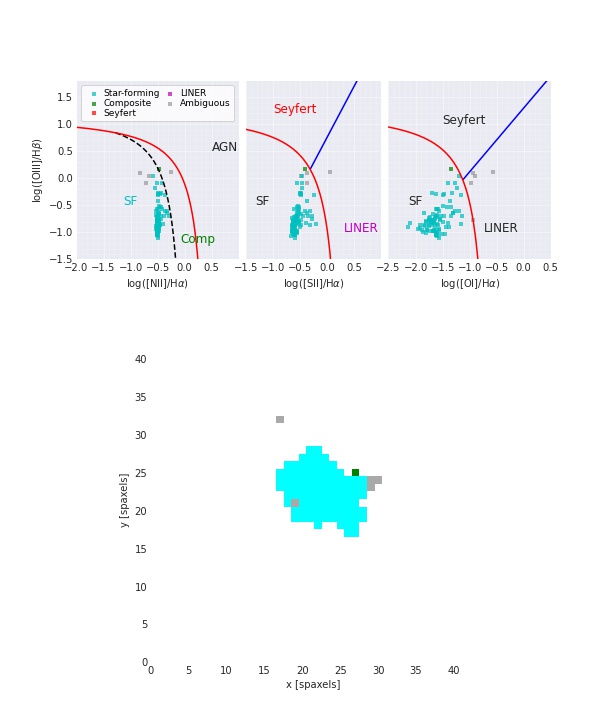 Star-forming
Composite
Seyfert
LINER
Ambiguous
AGN
SF
Comp
Seyfert
SF
LINER
Seyfert
SF
LINER
log([OIII]/Hβ)
1.5
1.0
0.5
0.0
−0.5
−1.0
−1.5
−2.0 −1.5 −1.0 −0.5 0.0 0.5
−1.5 −1.0 −0.5 0.0 0.5
−2.5 −2.0 −1.5 −1.0 −0.5 0.0 0.5
log([NII]/Hα)
log([SII]/Hα)
log([OI]/Hα)
y [spaxels]
40
35
30
25
20
15
10
5
0
0 5 10 15 20 25 30 35 40
x [spaxels]